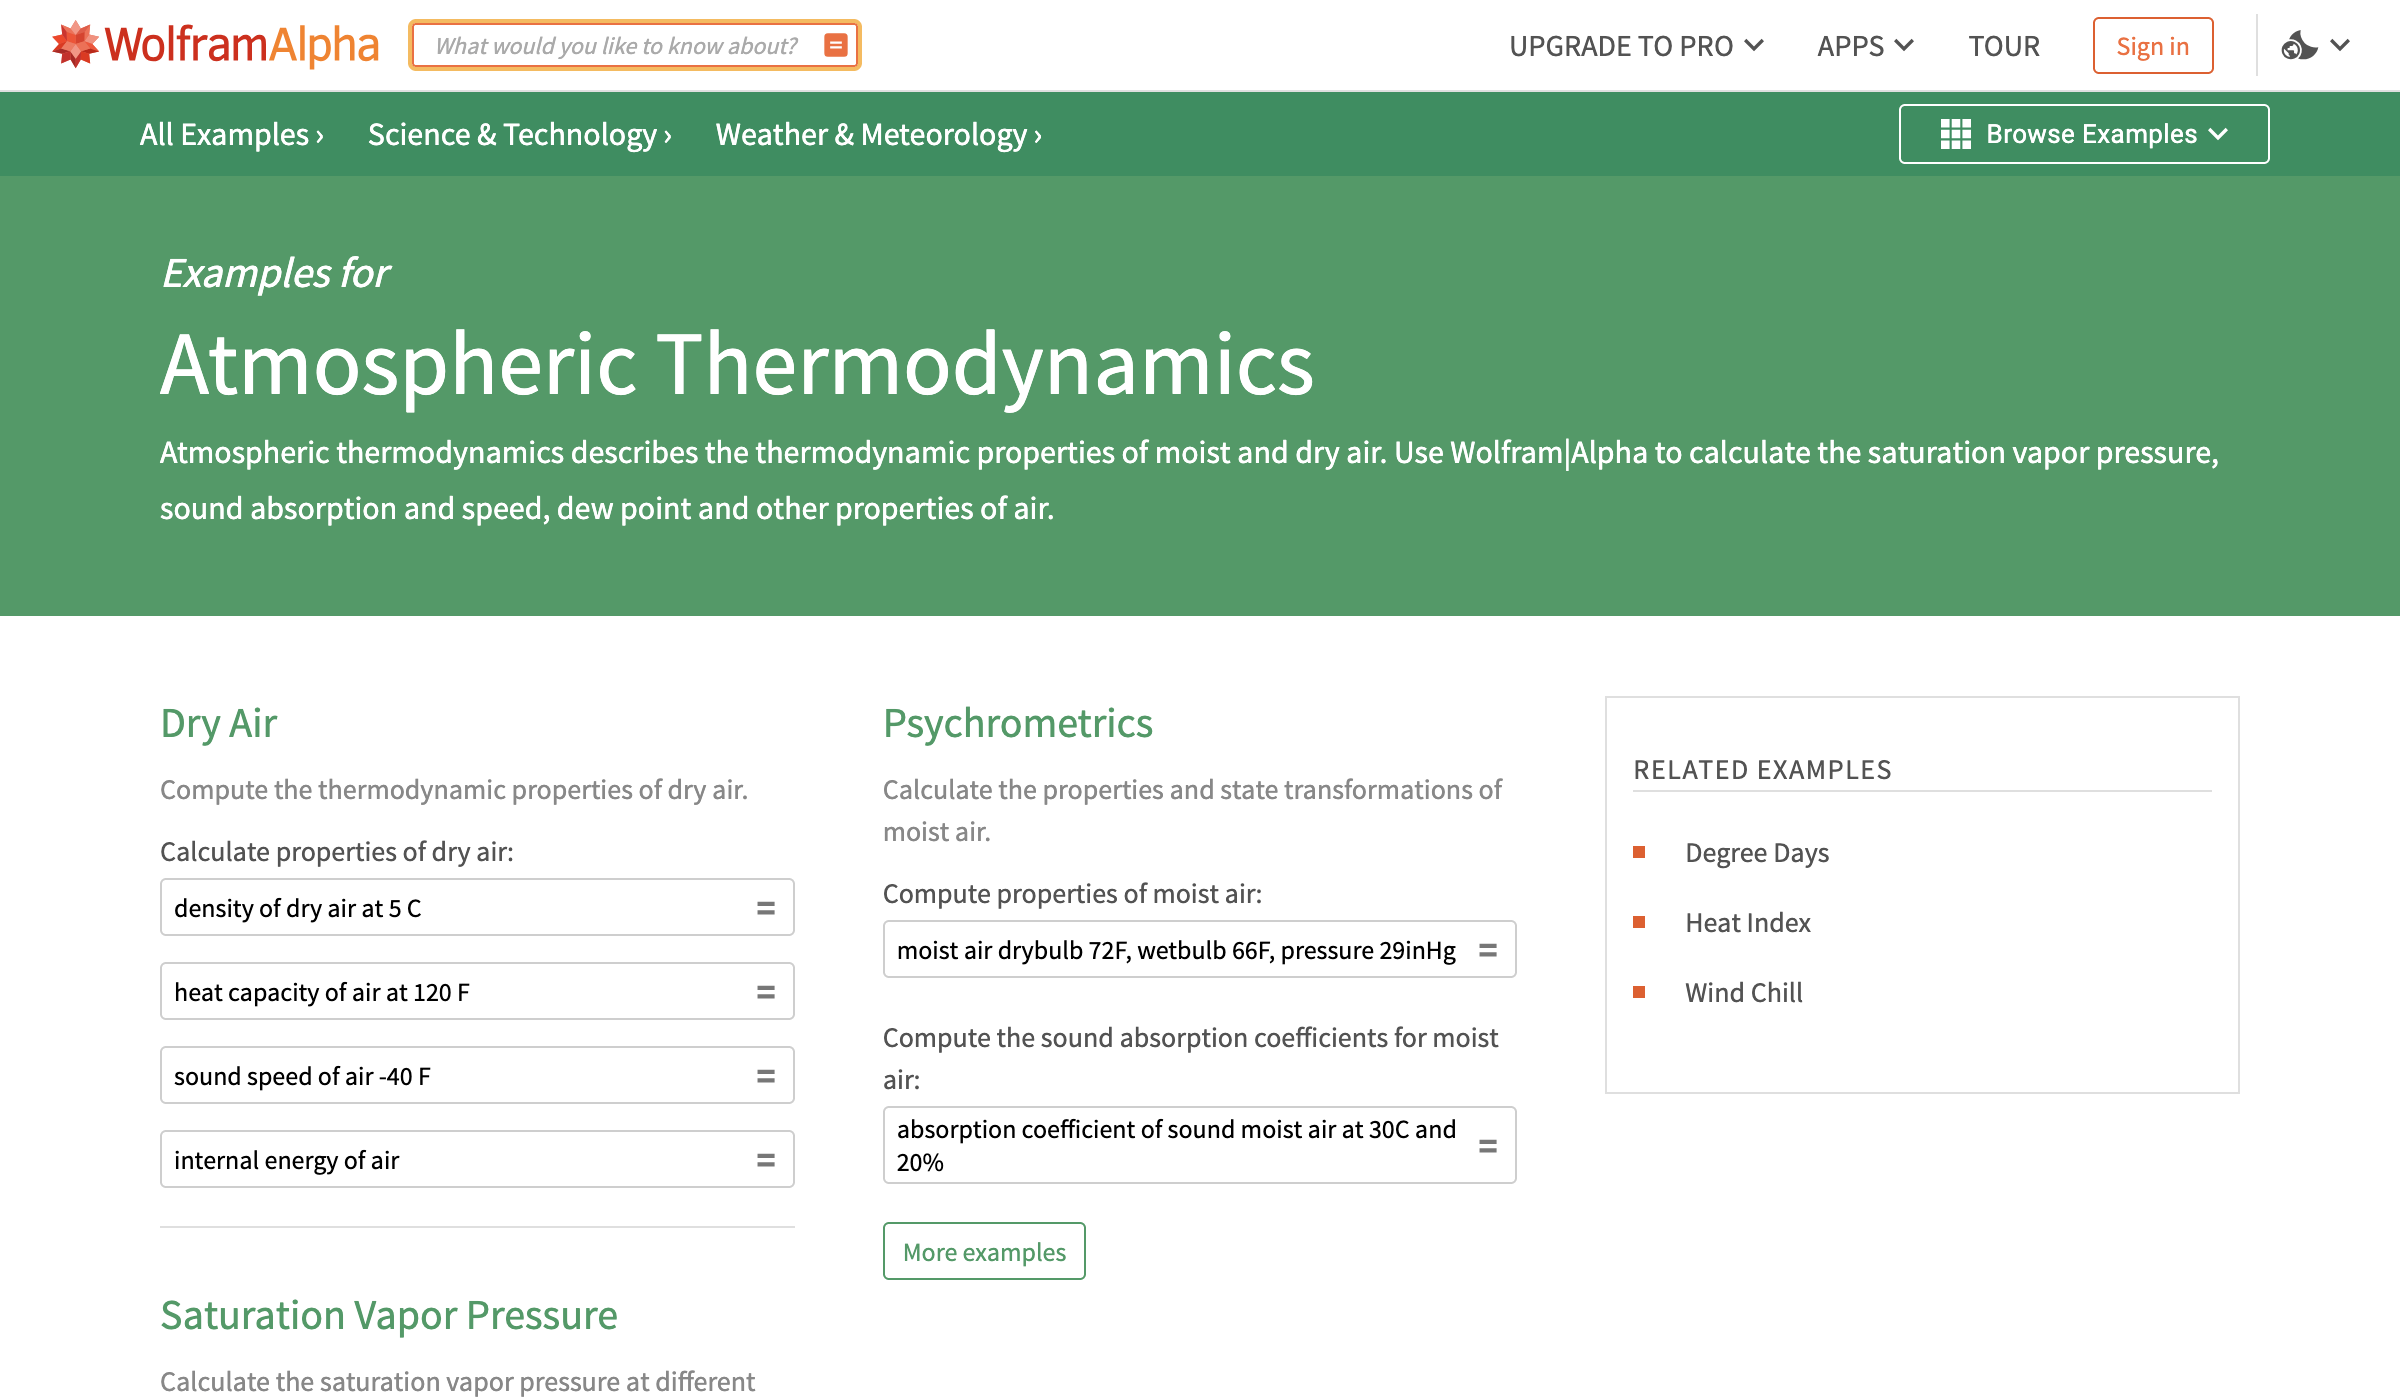 WolframAlpha What would you like to know about? = UPGRADE TO PRO APPS TOUR Sign in
All Examples › Science & Technology › Weather & Meteorology › Browse Examples
Examples for
Atmospheric Thermodynamics
Atmospheric thermodynamics describes the thermodynamic properties of moist and dry air. Use Wolfram|Alpha to calculate the saturation vapor pressure,
sound absorption and speed, dew point and other properties of air.
Dry Air
Compute the thermodynamic properties of dry air.
Calculate properties of dry air:
density of dry air at 5 C =
heat capacity of air at 120 F =
sound speed of air -40 F =
internal energy of air =
Saturation Vapor Pressure
Calculate the saturation vapor pressure at different
Psychrometrics
Calculate the properties and state transformations of
moist air.
Compute properties of moist air:
moist air drybulb 72F, wetbulb 66F, pressure 29inHg =
Compute the sound absorption coefficients for moist
air:
absorption coefficient of sound moist air at 30C and
20% =
More examples
RELATED EXAMPLES
Degree Days
Heat Index
Wind Chill